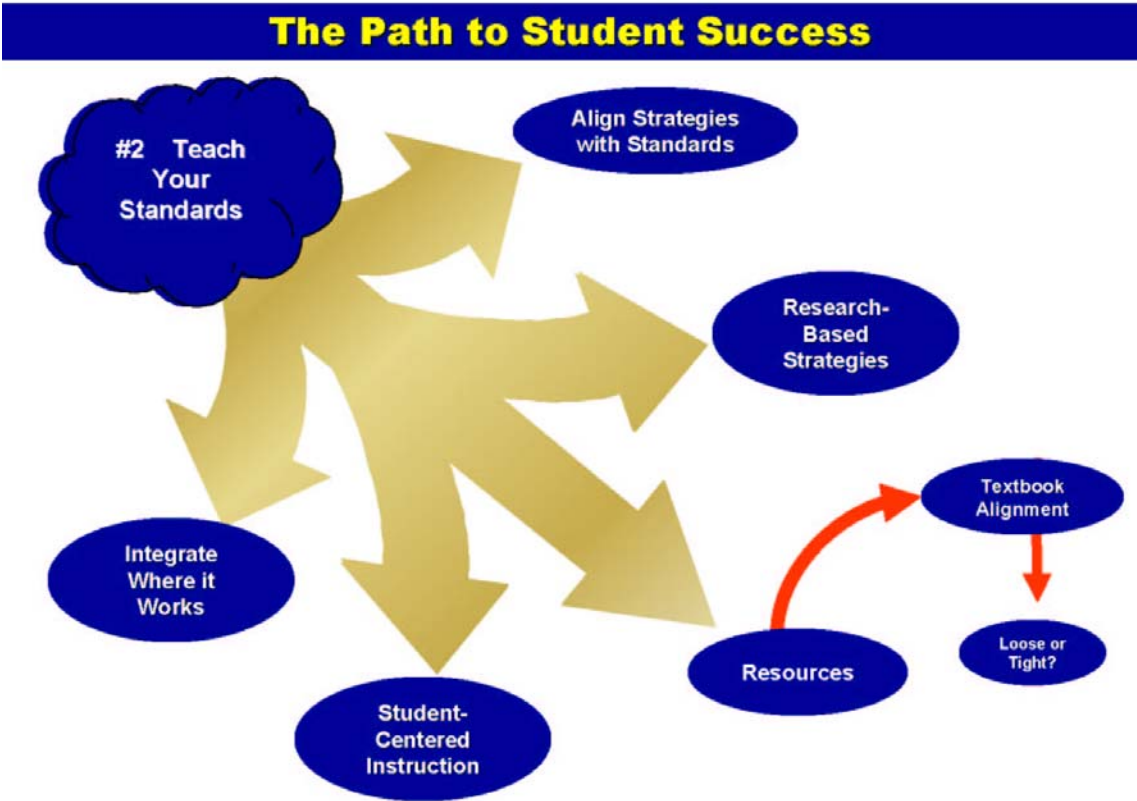 The Path to Student Success
#2 Teach
Your
Standards
Align Strategies
with Standards
Research-
Based
Strategies
Textbook
Alignment
Loose or
Tight?
Resources
Student-
Centered
Instruction
Integrate
Where it
Works